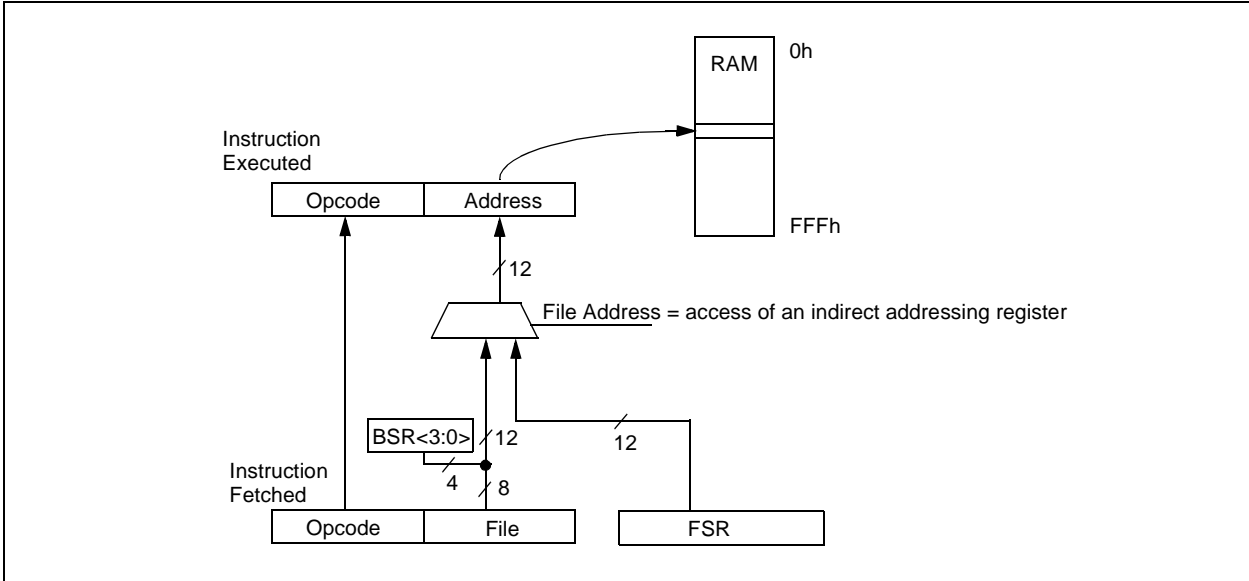 RAM
0h
Instruction
Executed
Opcode
Address
FFFh
12
File Address = access of an indirect addressing register
BSR<3:0>
12
12
Instruction
Fetched
4
8
Opcode
File
FSR